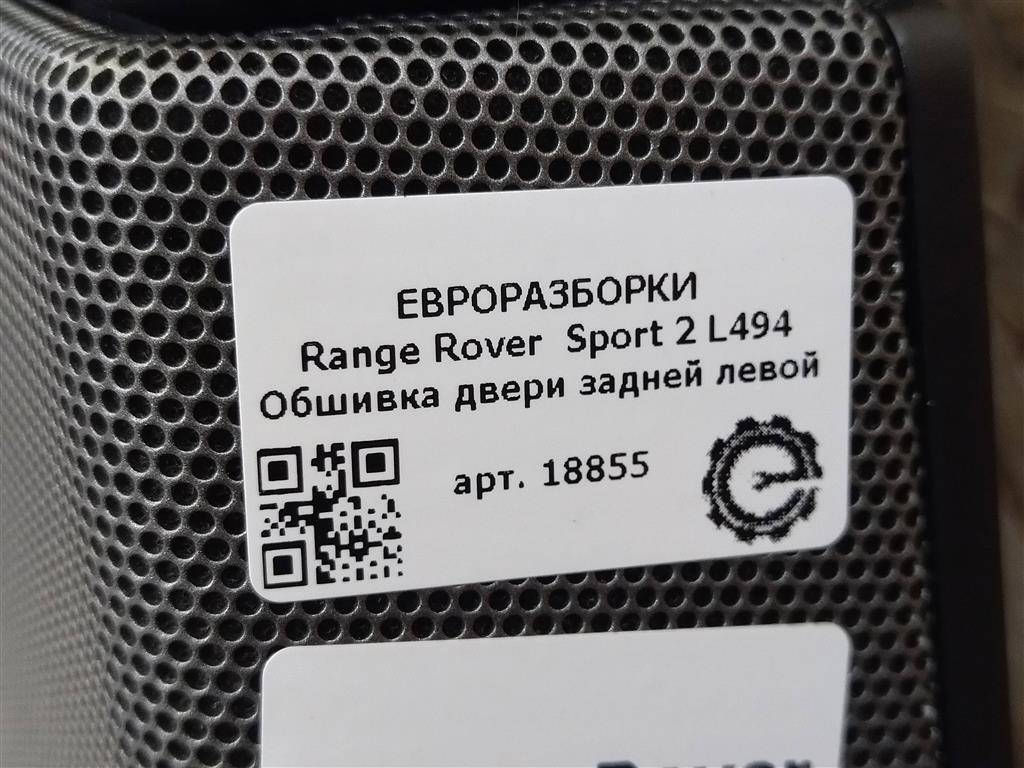 ЕВРОРАЗБОРКИ
Range Rover Sport 2 L494
Обшивка двери задней левой
арт. 18855